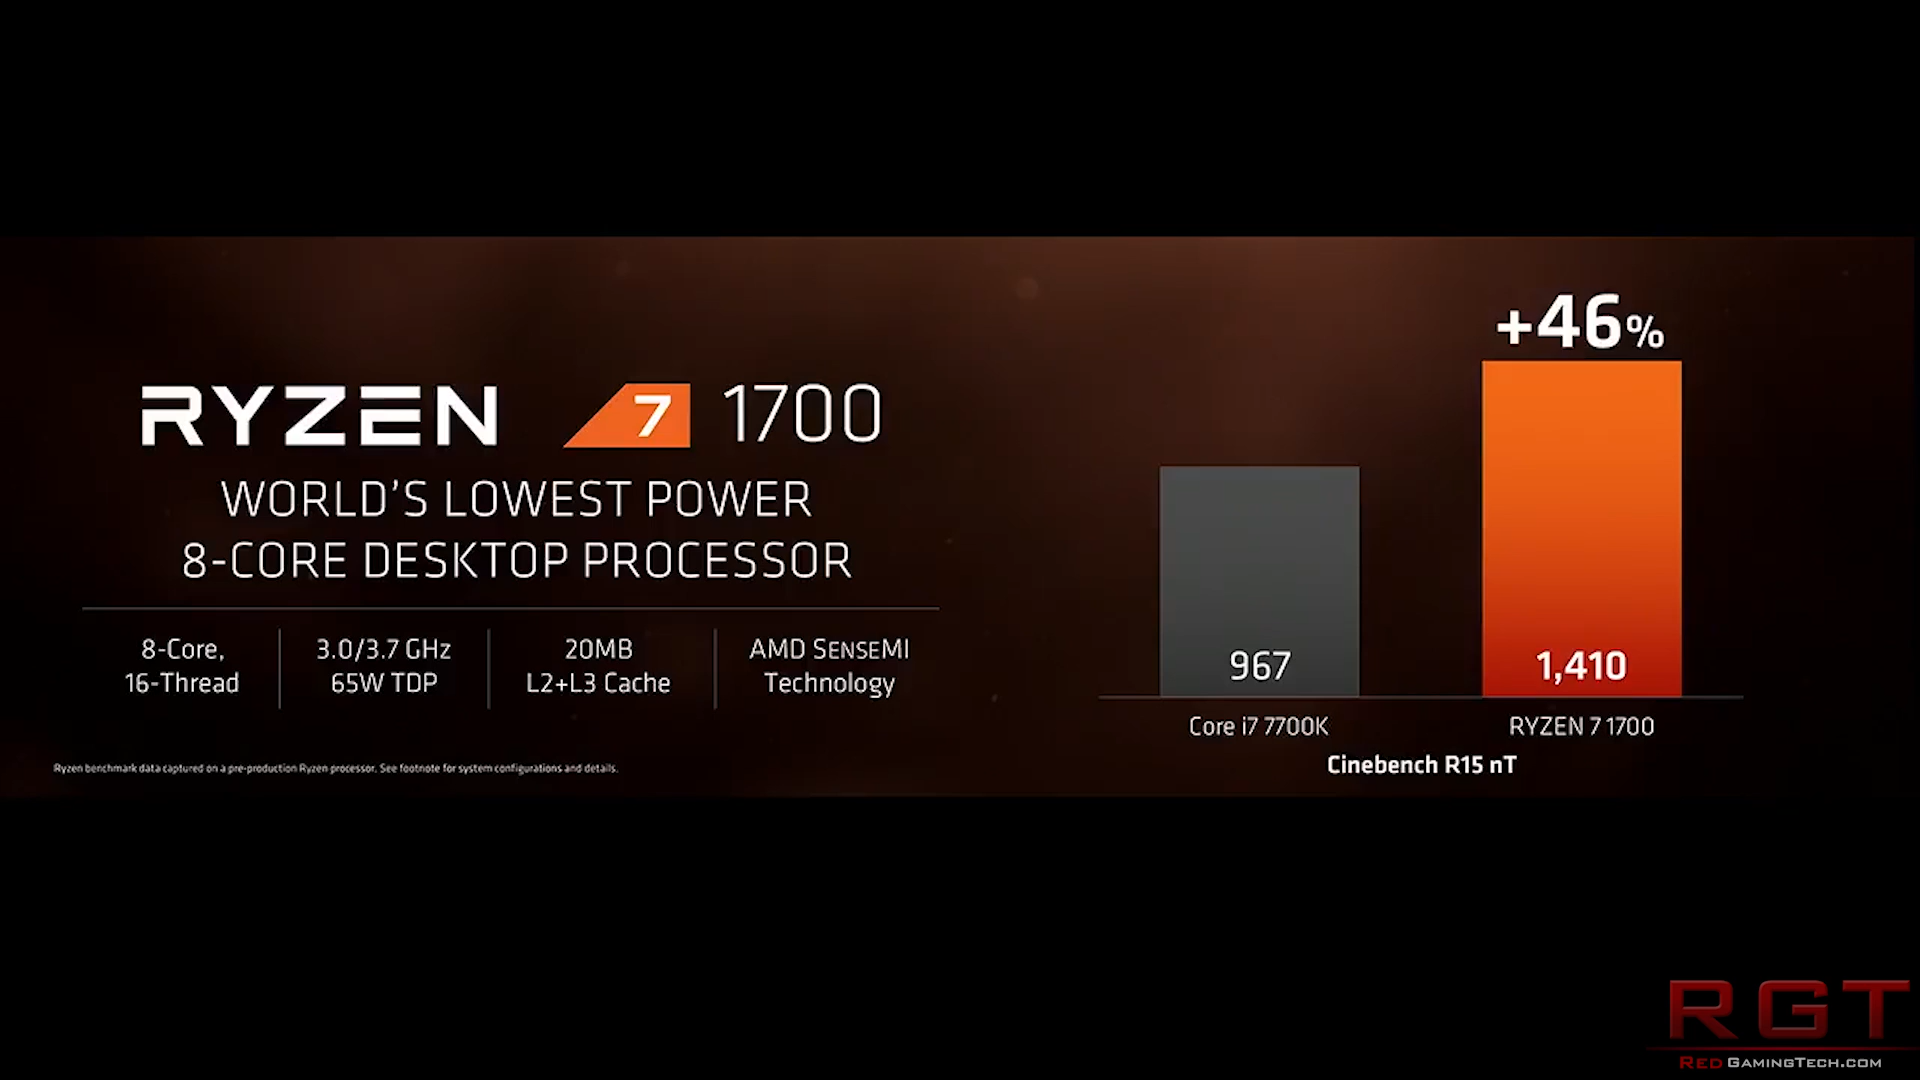 RYZEN 7 1700
WORLD'S LOWEST POWER
8-CORE DESKTOP PROCESSOR
8-Core,
16-Thread
3.0/3.7 GHz
65W TDP
20MB
L2+L3 Cache
AMD SENSEMI
Technology
Ryzen benchmark data captured on a pre-production Ryzen processor. See footnote for system configurations and details.
+46%
967
1,410
Core i7 7700K
RYZEN 7 1700
Cinebench R15 nT
RGT
REDGAMINGTECH.COM